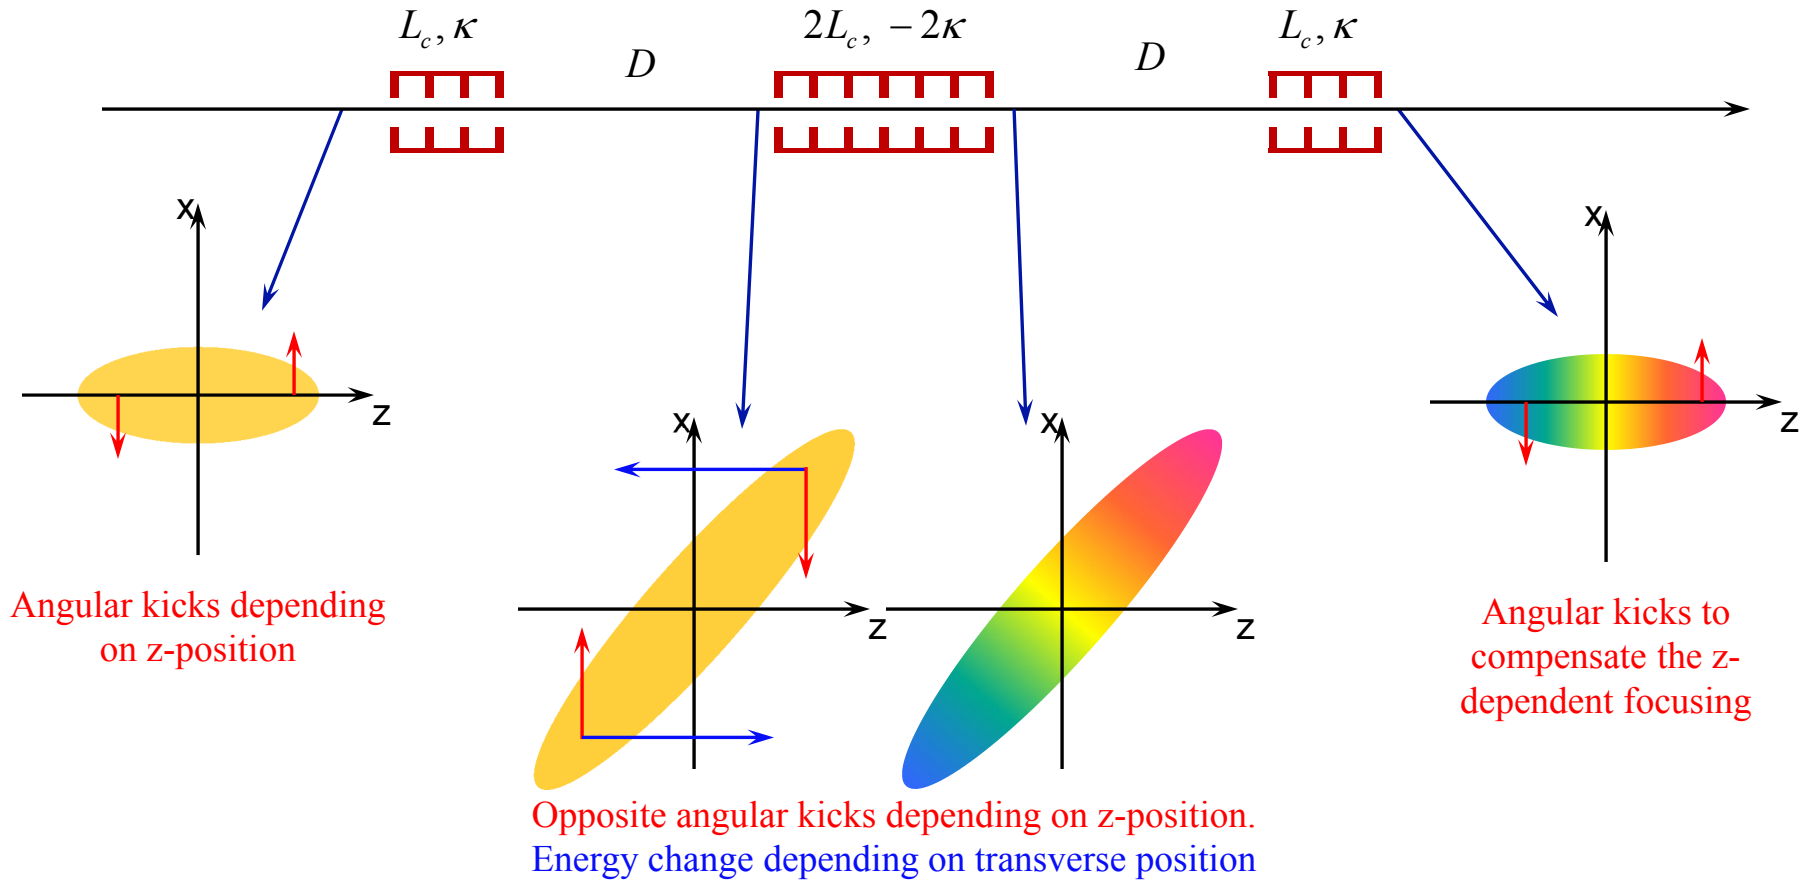 L_c, κ
D
2L_c, −2κ
D
L_c, κ
x
z
x
z
x
z
x
z
Angular kicks depending
on z-position
Angular kicks to
compensate the z-
dependent focusing
Opposite angular kicks depending on z-position.
Energy change depending on transverse position